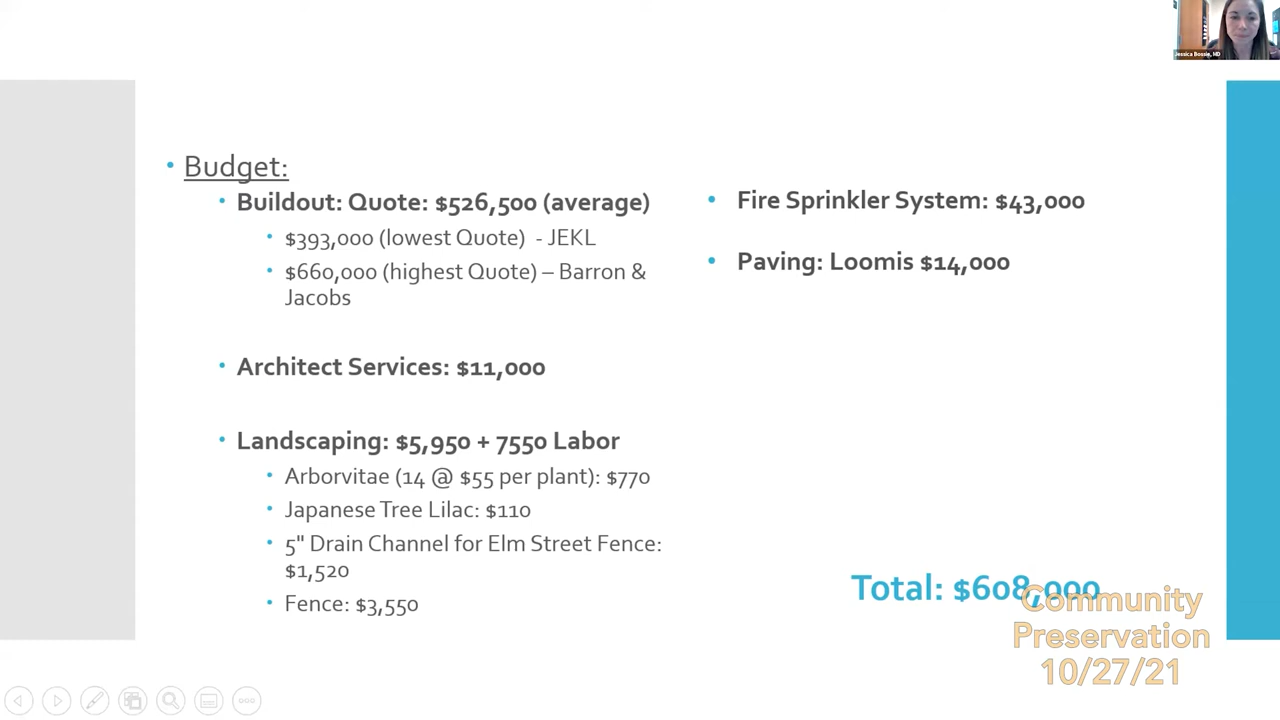 Jessica Bossie, ND
Budget:
Buildout: Quote: $526,500 (average)
$393,000 (lowest Quote) - JEKL
$660,000 (highest Quote) – Barron &
Jacobs
Architect Services: $11,000
Landscaping: $5,950 + 7550 Labor
Arborvitae (14 @ $55 per plant): $770
Japanese Tree Lilac: $110
5" Drain Channel for Elm Street Fence:
$1,520
Fence: $3,550
Fire Sprinkler System: $43,000
Paving: Loomis $14,000
Total: $608,000
Community
Preservation
10/27/21